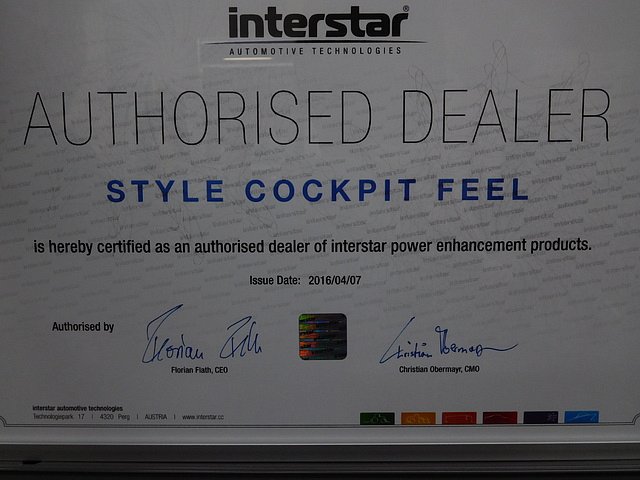 interstar®
AUTOMOTIVE TECHNOLOGIES
AUTHORISED DEALER
STYLE COCKPIT FEEL
is hereby certified as an authorised dealer of interstar power enhancement products.
Issue Date: 2016/04/07
Authorised by
Florian Flath, CEO
Christian Obermayr, CMO
interstar automotive technologies
Technologiepark 17 | 4320 Perg | AUSTRIA | www.interstar.cc